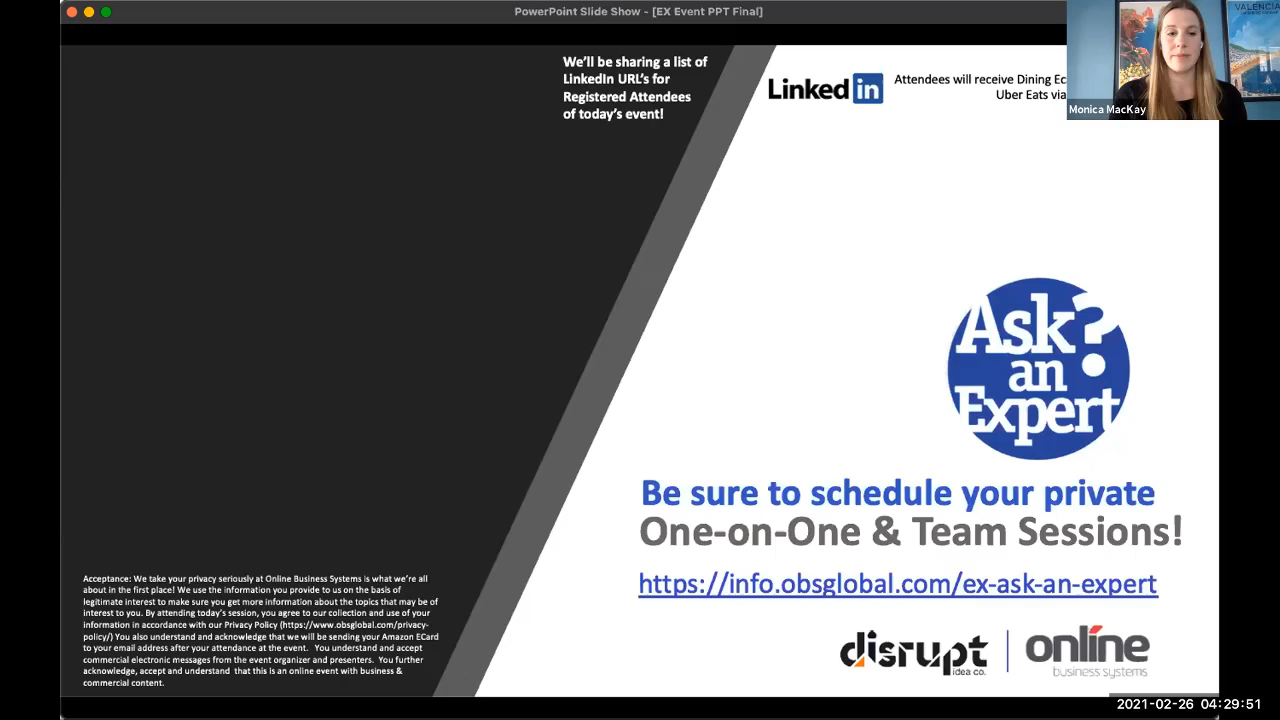 PowerPoint Slide Show - [EX Event PPT Final]
We'll be sharing a list of
LinkedIn URL's for
Registered Attendees
of today's event!
Linked in
Attendees will receive Dining
Uber Eats via
VALENCIA
Monica MacKay
Ask?
an
Expert
Be sure to schedule your private
One-on-One & Team Sessions!
https://info.obsglobal.com/ex-ask-an-expert
Acceptance: We take your privacy seriously at Online Business Systems is what we're all
about in the first place! We use the information you provide to us on the basis of
legitimate interest to make sure you get more information about the topics that may be of
interest to you. By attending today's session, you agree to our collection and use of your
information in accordance with our Privacy Policy (https://www.obsglobal.com/privacy-
policy/) You also understand and acknowledge that we will be sending your Amazon ECard
to your email address after your attendance at the event. You understand and accept
commercial electronic messages from the event organizer and presenters. You further
acknowledge, accept and understand that this is an online event with business &
commercial content.
disrupt
idea co.
online
business systems
2021-02-26 04:29:51